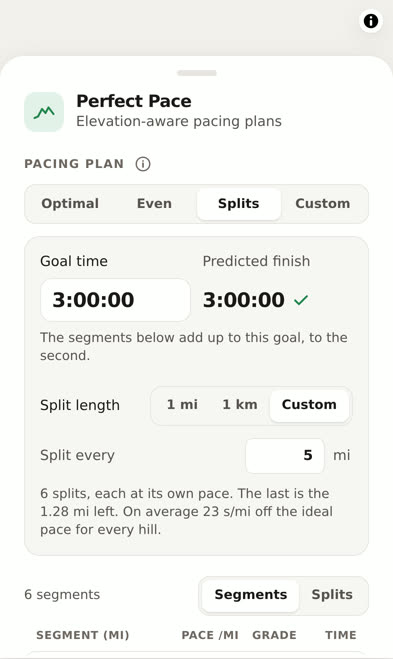 Perfect Pace
Elevation-aware pacing plans
PACING PLAN
Optimal Even Splits Custom
Goal time Predicted finish
3:00:00 3:00:00
The segments below add up to this goal, to the
second.
Split length 1 mi 1 km Custom
Split every 5 mi
6 splits, each at its own pace. The last is the
1.28 mi left. On average 23 s/mi off the ideal
pace for every hill.
6 segments Segments Splits
SEGMENT (MI) PACE /MI GRADE TIME